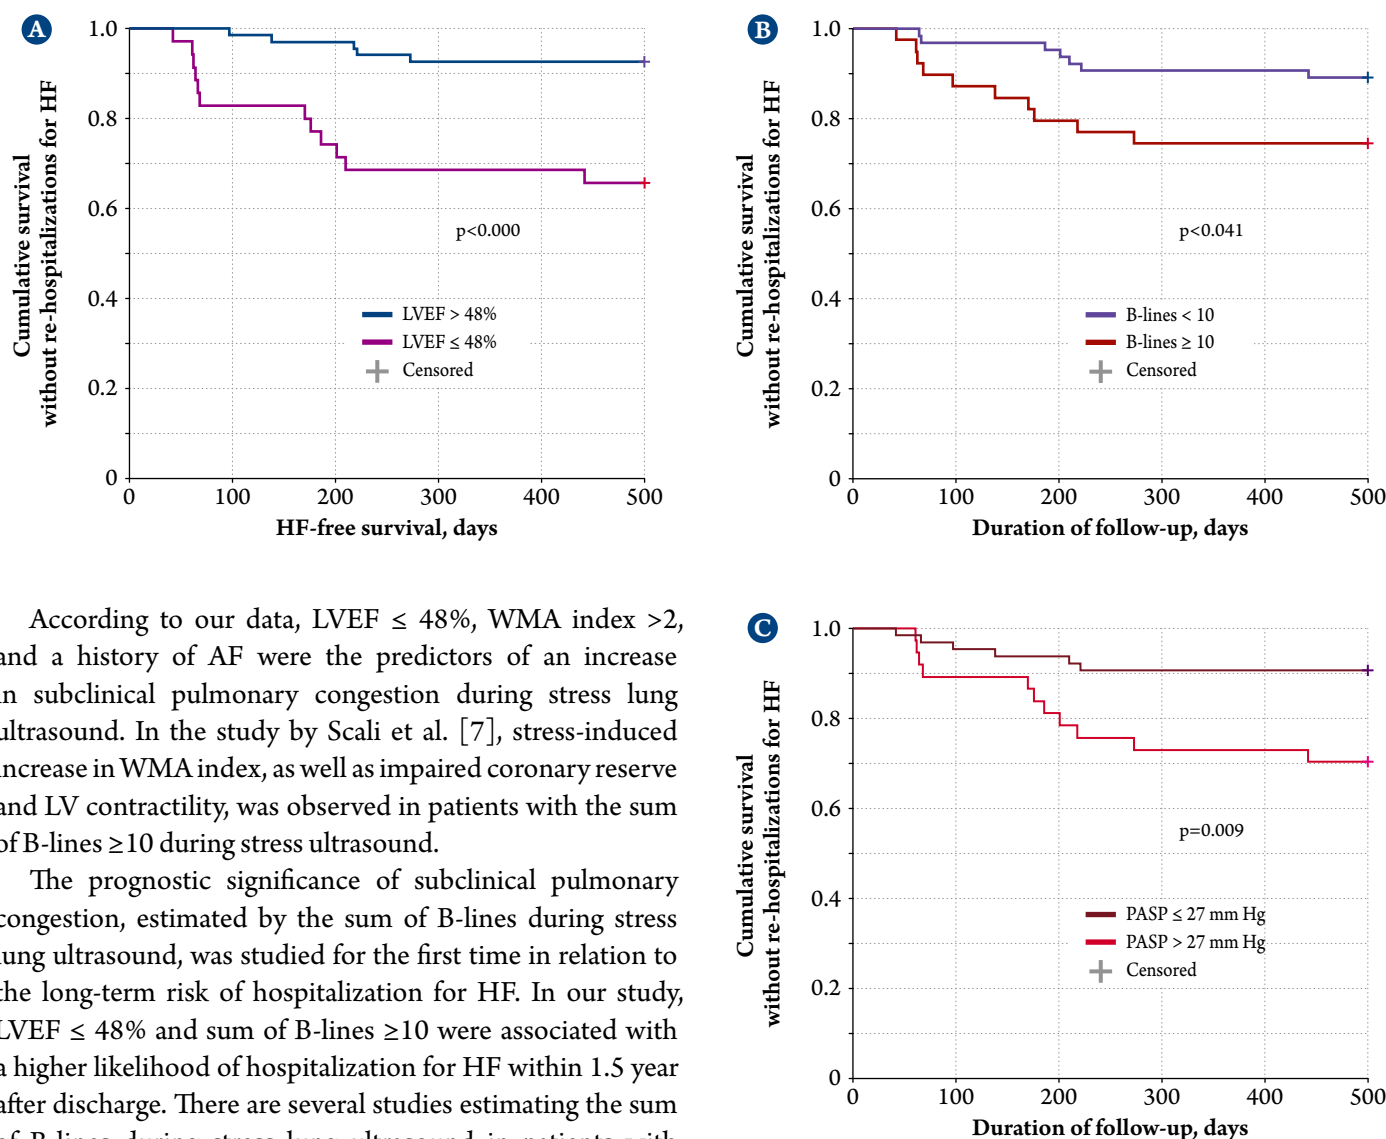 A
1.0
0.8
0.6
0.4
0.2
0
Cumulative survival
without re-hospitalizations for HF
p<0.000
LVEF > 48%
LVEF ≤ 48%
Censored
0 100 200 300 400 500
HF-free survival, days
B
1.0
0.8
0.6
0.4
0.2
0
Cumulative survival
without re-hospitalizations for HF
p<0.041
B-lines < 10
B-lines ≥ 10
Censored
0 100 200 300 400 500
Duration of follow-up, days
According to our data, LVEF ≤ 48%, WMA index >2,
and a history of AF were the predictors of an increase
in subclinical pulmonary congestion during stress lung
ultrasound. In the study by Scali et al. [7], stress-induced
increase in WMA index, as well as impaired coronary reserve
and LV contractility, was observed in patients with the sum
of B-lines ≥10 during stress ultrasound.
The prognostic significance of subclinical pulmonary
congestion, estimated by the sum of B-lines during stress
lung ultrasound, was studied for the first time in relation to
the long-term risk of hospitalization for HF. In our study,
LVEF ≤ 48% and sum of B-lines ≥10 were associated with
a higher likelihood of hospitalization for HF within 1.5 year
after discharge. There are several studies estimating the sum
of B-lines during stress lung ultrasound in patients with
C
1.0
0.8
0.6
0.4
0.2
0
Cumulative survival
without re-hospitalizations for HF
p=0.009
PASP ≤ 27 mm Hg
PASP > 27 mm Hg
Censored
0 100 200 300 400 500
Duration of follow-up, days